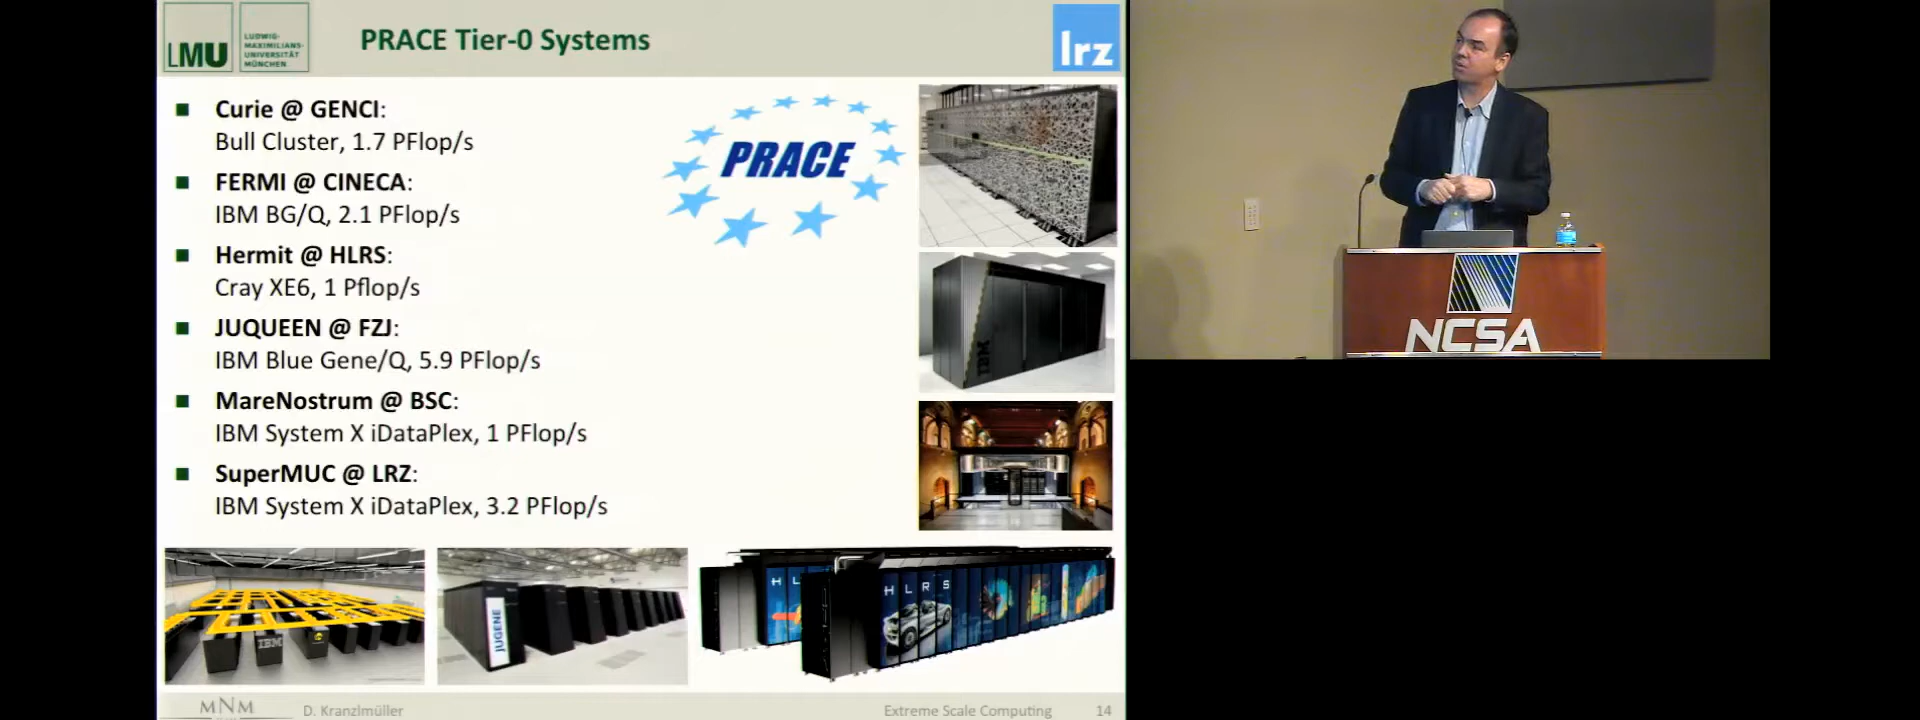 LMU
LUDWIG-
MAXIMILIANS-
UNIVERSITÄT
MÜNCHEN
PRACE Tier-0 Systems
lrz
■ Curie @ GENCI:
Bull Cluster, 1.7 PFlop/s
■ FERMI @ CINECA:
IBM BG/Q, 2.1 PFlop/s
■ Hermit @ HLRS:
Cray XE6, 1 Pflop/s
■ JUQUEEN @ FZJ:
IBM Blue Gene/Q, 5.9 PFlop/s
■ MareNostrum @ BSC:
IBM System X iDataPlex, 1 PFlop/s
■ SuperMUC @ LRZ:
IBM System X iDataPlex, 3.2 PFlop/s
PRACE
IBM
IBM
JUGENE
H L
H L R S
MNM
D. Kranzlmüller
Extreme Scale Computing 14
NCSA